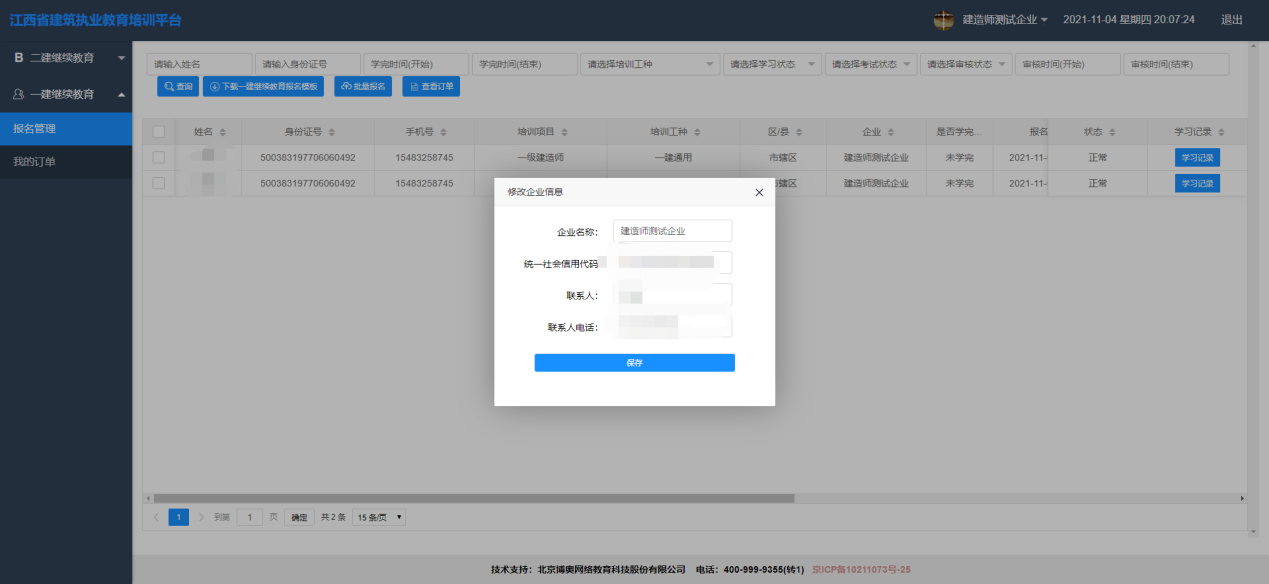 江西省建筑执业教育培训平台 建造师测试企业 2021-11-04 星期四 20:07:24 退出
B 二建继续教育
一建继续教育
报名管理
我的订单
请输入姓名 请输入身份证号 学完时间(开始) 学完时间(结束) 请选择培训工种 请选择学习状态 请选择考试状态 请选择审核状态 审核时间(开始) 审核时间(结束)
查询 下载一建继续教育报名模板 批量报名 查看订单
姓名 身份证号 手机号 培训项目 培训工种 区/县 企业 是否学完... 报名 状态 学习记录
500383197706060492 15483258745 一级建造师 一建通用 市辖区 建造师测试企业 未学完 2021-11- 正常 学习记录
500383197706060492 15483258745 辖区 建造师测试企业 未学完 2021-11- 正常 学习记录
修改企业信息
企业名称： 建造师测试企业
统一社会信用代码
联系人：
联系人电话：
保存
1 到第 1 页 确定 共 2 条 15 条/页
技术支持：北京博奥网络教育科技股份有限公司 电话：400-999-9355(转1) 京ICP备10211073号-25